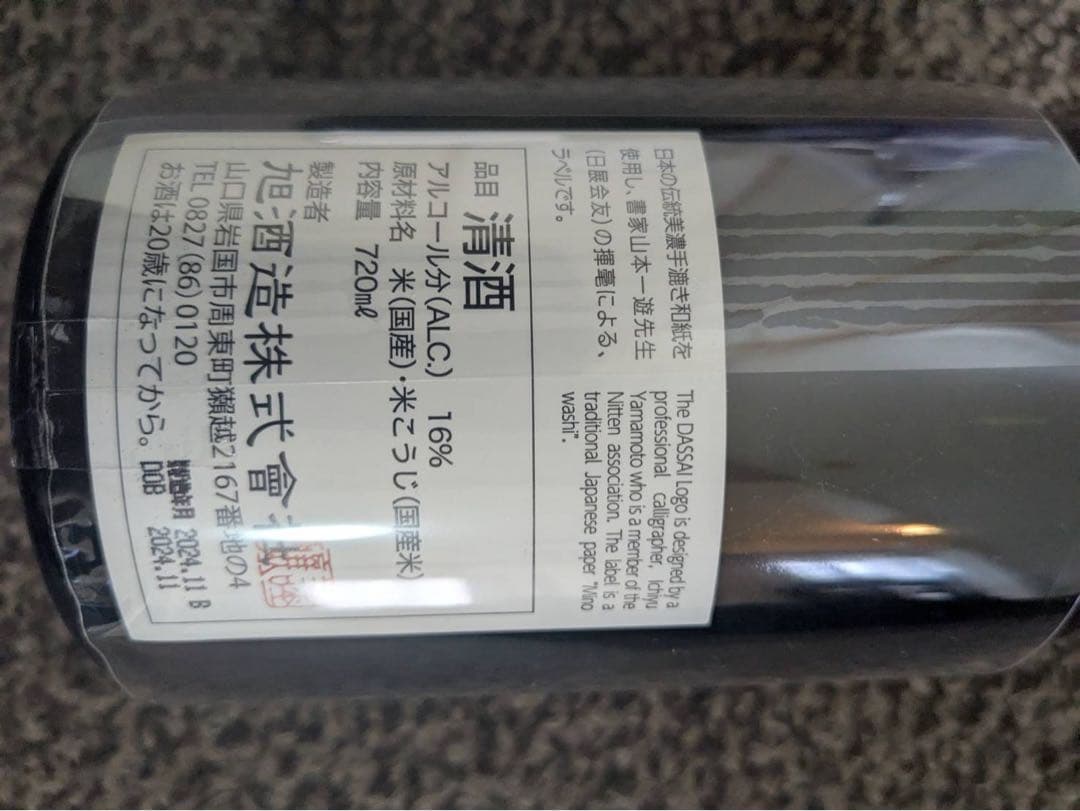 日本の伝統美濃手漉き和紙を
使用し、書家山本一遊先生
(日展会友)の揮毫による、
ラベルです。
The DASSAI Logo is designed by a
professional calligrapher, Ichiyu
Yamamoto who is a member of the
Nitten association. The label is a
traditional Japanese paper "Mino
washi".
品目 清酒
アルコール分(ALC.) 16%
原材料名 米(国産)・米こうじ(国産米)
内容量 720mℓ
製造者
旭酒造株式會社
山口県岩国市周東町獺越2167番地の4
TEL 0827(86)0120
お酒は20歳になってから。
製造年月 2024.11 B
DOB 2024.11